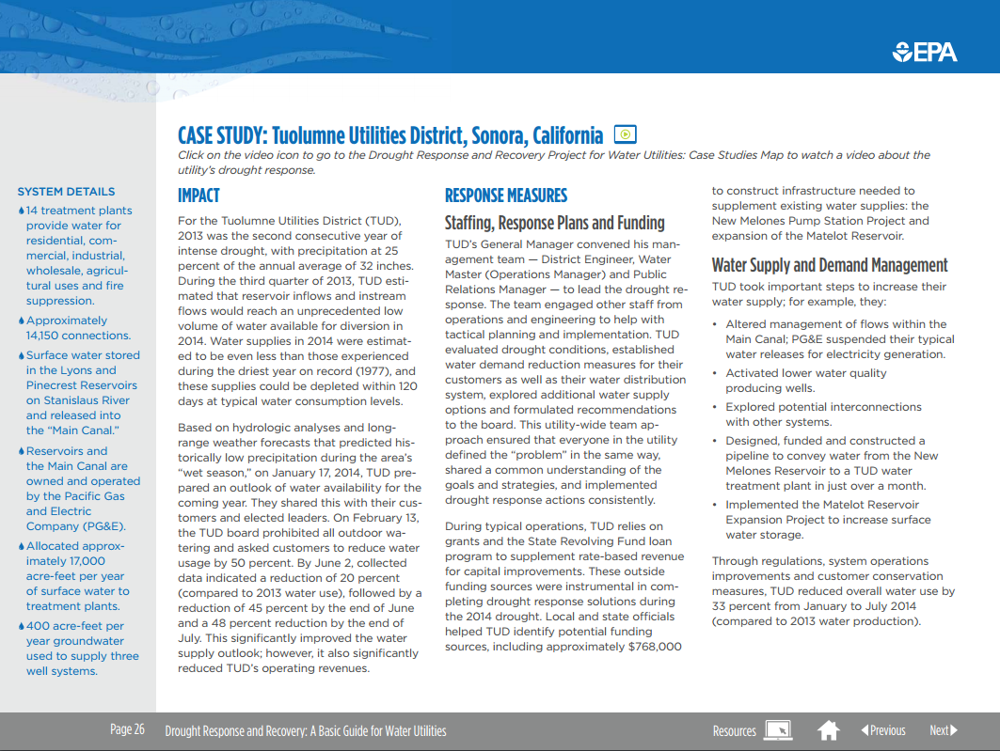 EPA
CASE STUDY: Tuolumne Utilities District, Sonora, California
Click on the video icon to go to the Drought Response and Recovery Project for Water Utilities: Case Studies Map to watch a video about the
utility's drought response.
SYSTEM DETAILS
14 treatment plants
provide water for
residential, com-
mercial, industrial,
wholesale, agricul-
tural uses and fire
suppression.
Approximately
14,150 connections.
Surface water stored
in the Lyons and
Pinecrest Reservoirs
on Stanislaus River
and released into
the “Main Canal.”
Reservoirs and
the Main Canal are
owned and operated
by the Pacific Gas
and Electric
Company (PG&E).
Allocated approx-
imately 17,000
acre-feet per year
of surface water to
treatment plants.
400 acre-feet per
year groundwater
used to supply three
well systems.
IMPACT
For the Tuolumne Utilities District (TUD),
2013 was the second consecutive year of
intense drought, with precipitation at 25
percent of the annual average of 32 inches.
During the third quarter of 2013, TUD esti-
mated that reservoir inflows and instream
flows would reach an unprecedented low
volume of water available for diversion in
2014. Water supplies in 2014 were estimat-
ed to be even less than those experienced
during the driest year on record (1977), and
these supplies could be depleted within 120
days at typical water consumption levels.
Based on hydrologic analyses and long-
range weather forecasts that predicted his-
torically low precipitation during the area's
“wet season,” on January 17, 2014, TUD pre-
pared an outlook of water availability for the
coming year. They shared this with their cus-
tomers and elected leaders. On February 13,
the TUD board prohibited all outdoor wa-
tering and asked customers to reduce water
usage by 50 percent. By June 2, collected
data indicated a reduction of 20 percent
(compared to 2013 water use), followed by a
reduction of 45 percent by the end of June
and a 48 percent reduction by the end of
July. This significantly improved the water
supply outlook; however, it also significantly
reduced TUD's operating revenues.
RESPONSE MEASURES
Staffing, Response Plans and Funding
TUD's General Manager convened his man-
agement team — District Engineer, Water
Master (Operations Manager) and Public
Relations Manager — to lead the drought re-
sponse. The team engaged other staff from
operations and engineering to help with
tactical planning and implementation. TUD
evaluated drought conditions, established
water demand reduction measures for their
customers as well as their water distribution
system, explored additional water supply
options and formulated recommendations
to the board. This utility-wide team ap-
proach ensured that everyone in the utility
defined the “problem” in the same way,
shared a common understanding of the
goals and strategies, and implemented
drought response actions consistently.
During typical operations, TUD relies on
grants and the State Revolving Fund loan
program to supplement rate-based revenue
for capital improvements. These outside
funding sources were instrumental in com-
pleting drought response solutions during
the 2014 drought. Local and state officials
helped TUD identify potential funding
sources, including approximately $768,000
to construct infrastructure needed to
supplement existing water supplies: the
New Melones Pump Station Project and
expansion of the Matelot Reservoir.
Water Supply and Demand Management
TUD took important steps to increase their
water supply; for example, they:
• Altered management of flows within the
Main Canal; PG&E suspended their typical
water releases for electricity generation.
• Activated lower water quality
producing wells.
• Explored potential interconnections
with other systems.
• Designed, funded and constructed a
pipeline to convey water from the New
Melones Reservoir to a TUD water
treatment plant in just over a month.
• Implemented the Matelot Reservoir
Expansion Project to increase surface
water storage.
Through regulations, system operations
improvements and customer conservation
measures, TUD reduced overall water use by
33 percent from January to July 2014
(compared to 2013 water production).
Page 26 Drought Response and Recovery: A Basic Guide for Water Utilities Resources Previous Next